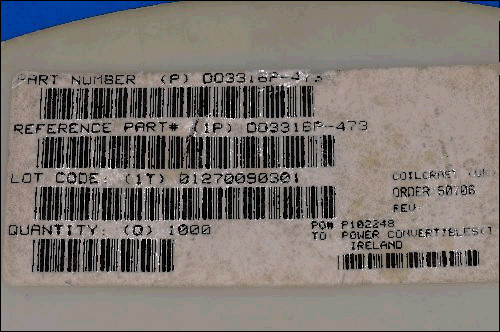 PART NUMBER (P) DO3316P-473
REFERENCE PART# (1P) DO3316P-473
LOT CODE: (1T) 01270090301
QUANTITY: (Q) 1000
COILCRAFT (UK)
ORDER 50706
REV:
PO# P102248
TO: POWER CONVERTIBLES(I
IRELAND